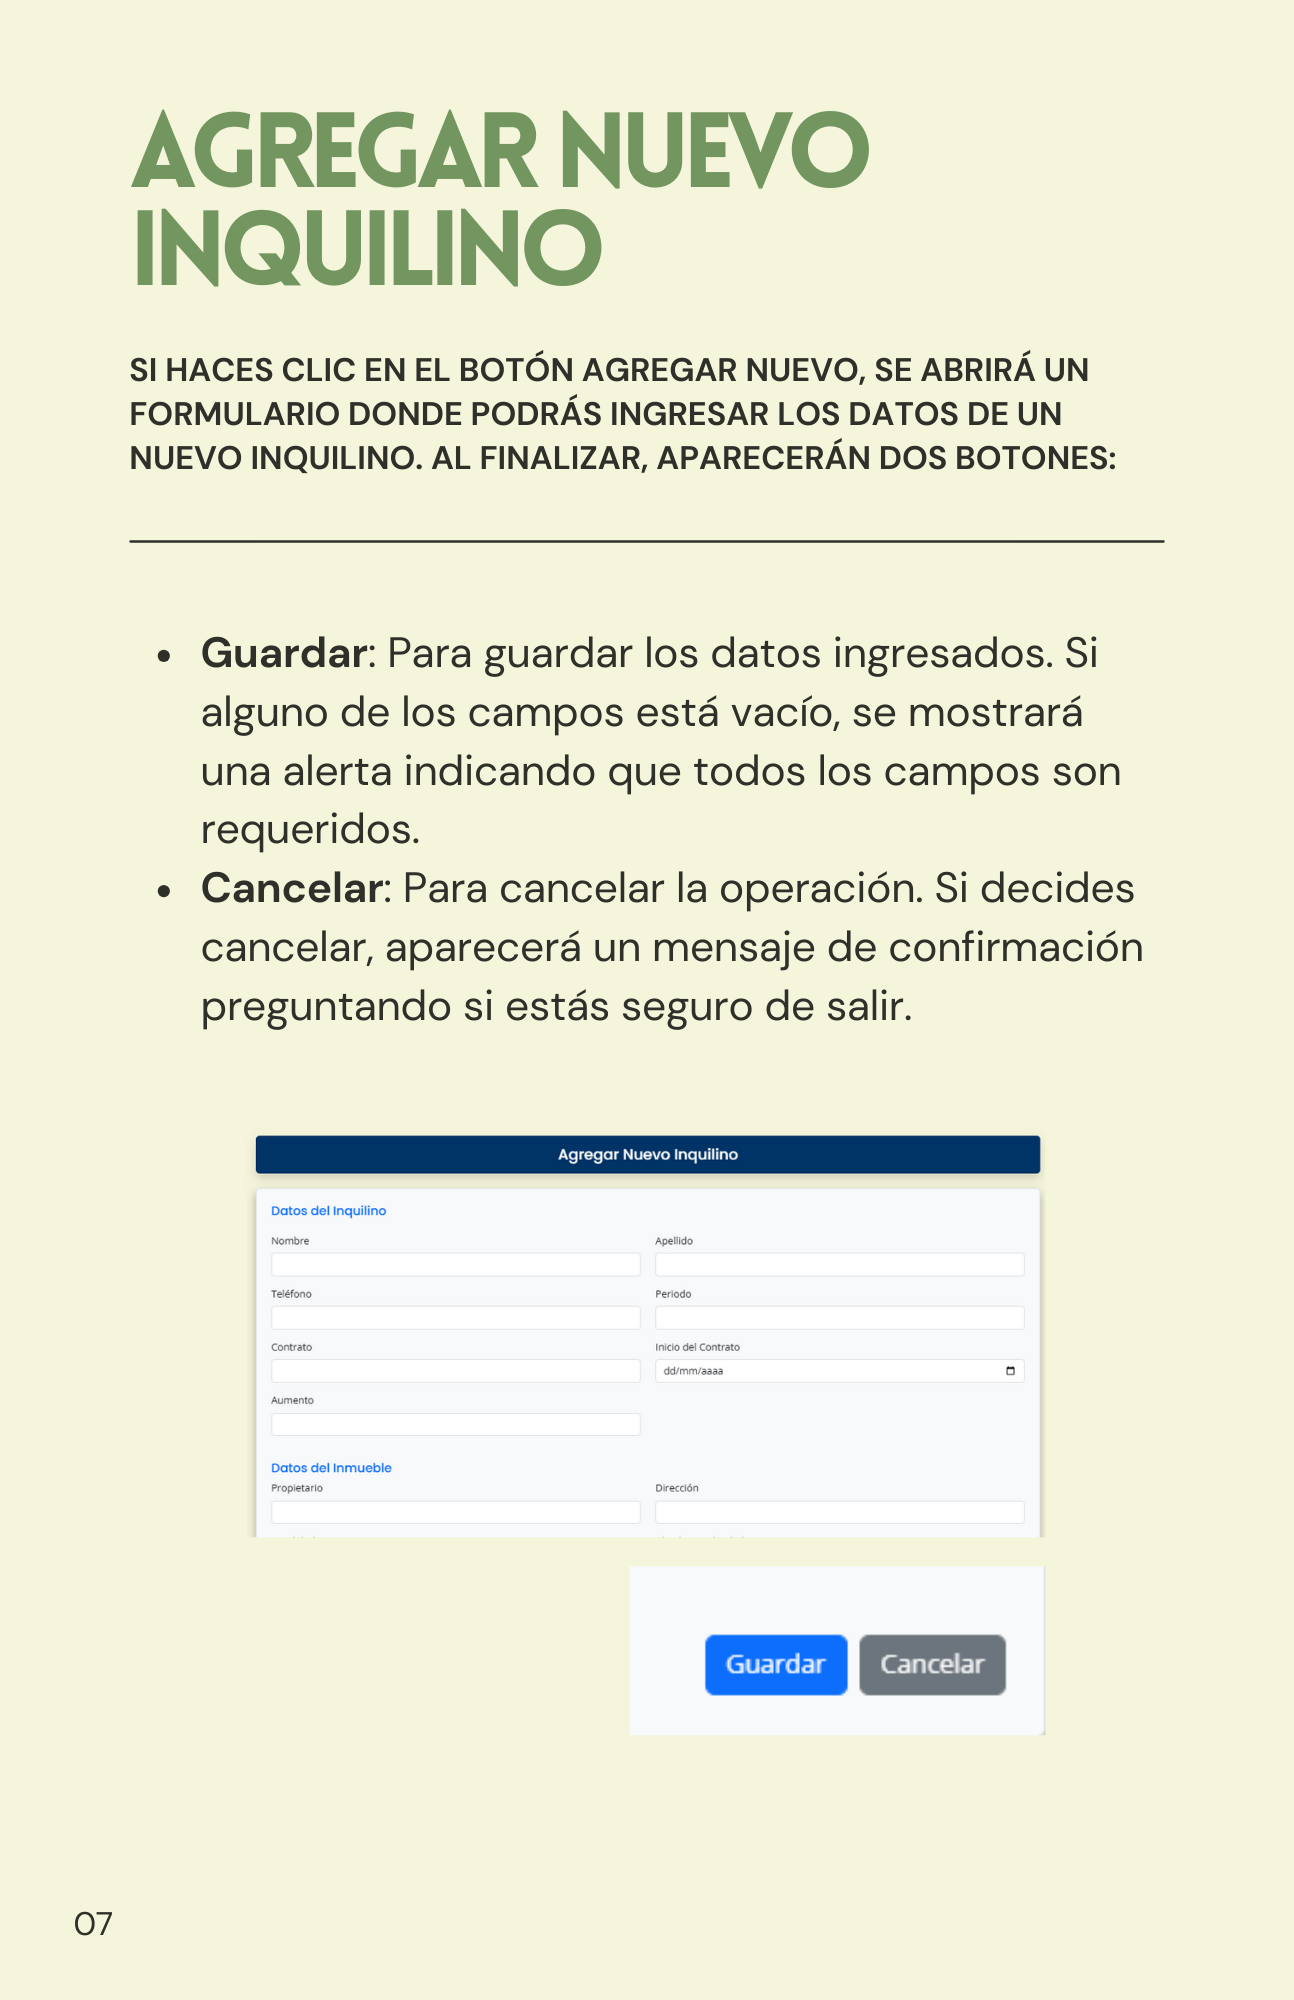 AGREGAR NUEVO
INQUILINO
SI HACES CLIC EN EL BOTÓN AGREGAR NUEVO, SE ABRIRÁ UN
FORMULARIO DONDE PODRÁS INGRESAR LOS DATOS DE UN
NUEVO INQUILINO. AL FINALIZAR, APARECERÁN DOS BOTONES:
• Guardar: Para guardar los datos ingresados. Si
alguno de los campos está vacío, se mostrará
una alerta indicando que todos los campos son
requeridos.
• Cancelar: Para cancelar la operación. Si decides
cancelar, aparecerá un mensaje de confirmación
preguntando si estás seguro de salir.
Agregar Nuevo Inquilino
Datos del Inquilino
Nombre Apellido
Teléfono Periodo
Contrato Inicio del Contrato
dd/mm/aaaa
Aumento
Datos del Inmueble
Propietario Dirección
Guardar Cancelar
07